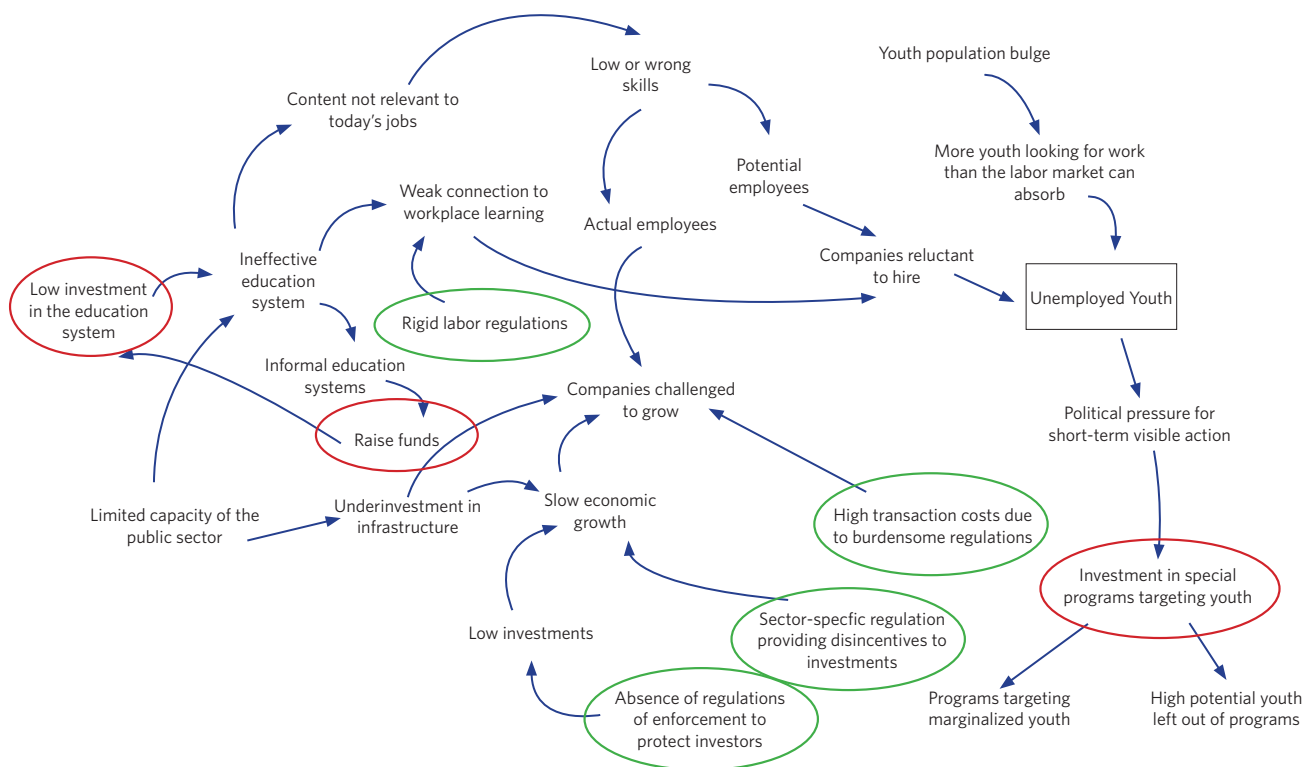 Low or wrong
skills
Youth population bulge
Content not relevant to
today's jobs
More youth looking for work
than the labor market can
absorb
Potential
employees
Weak connection to
workplace learning
Actual employees
Ineffective
education
system
Companies reluctant
to hire
Low investment
in the education
system
Unemployed Youth
Rigid labor regulations
Informal education
systems
Companies challenged
to grow
Political pressure for
short-term visible action
Raise funds
Underinvestment in
infrastructure
Slow economic
growth
Limited capacity of the
public sector
High transaction costs due
to burdensome regulations
Investment in special
programs targeting youth
Low investments
Sector-specfic regulation
providing disincentives to
investments
Absence of regulations
of enforcement to
protect investors
Programs targeting
marginalized youth
High potential youth
left out of programs